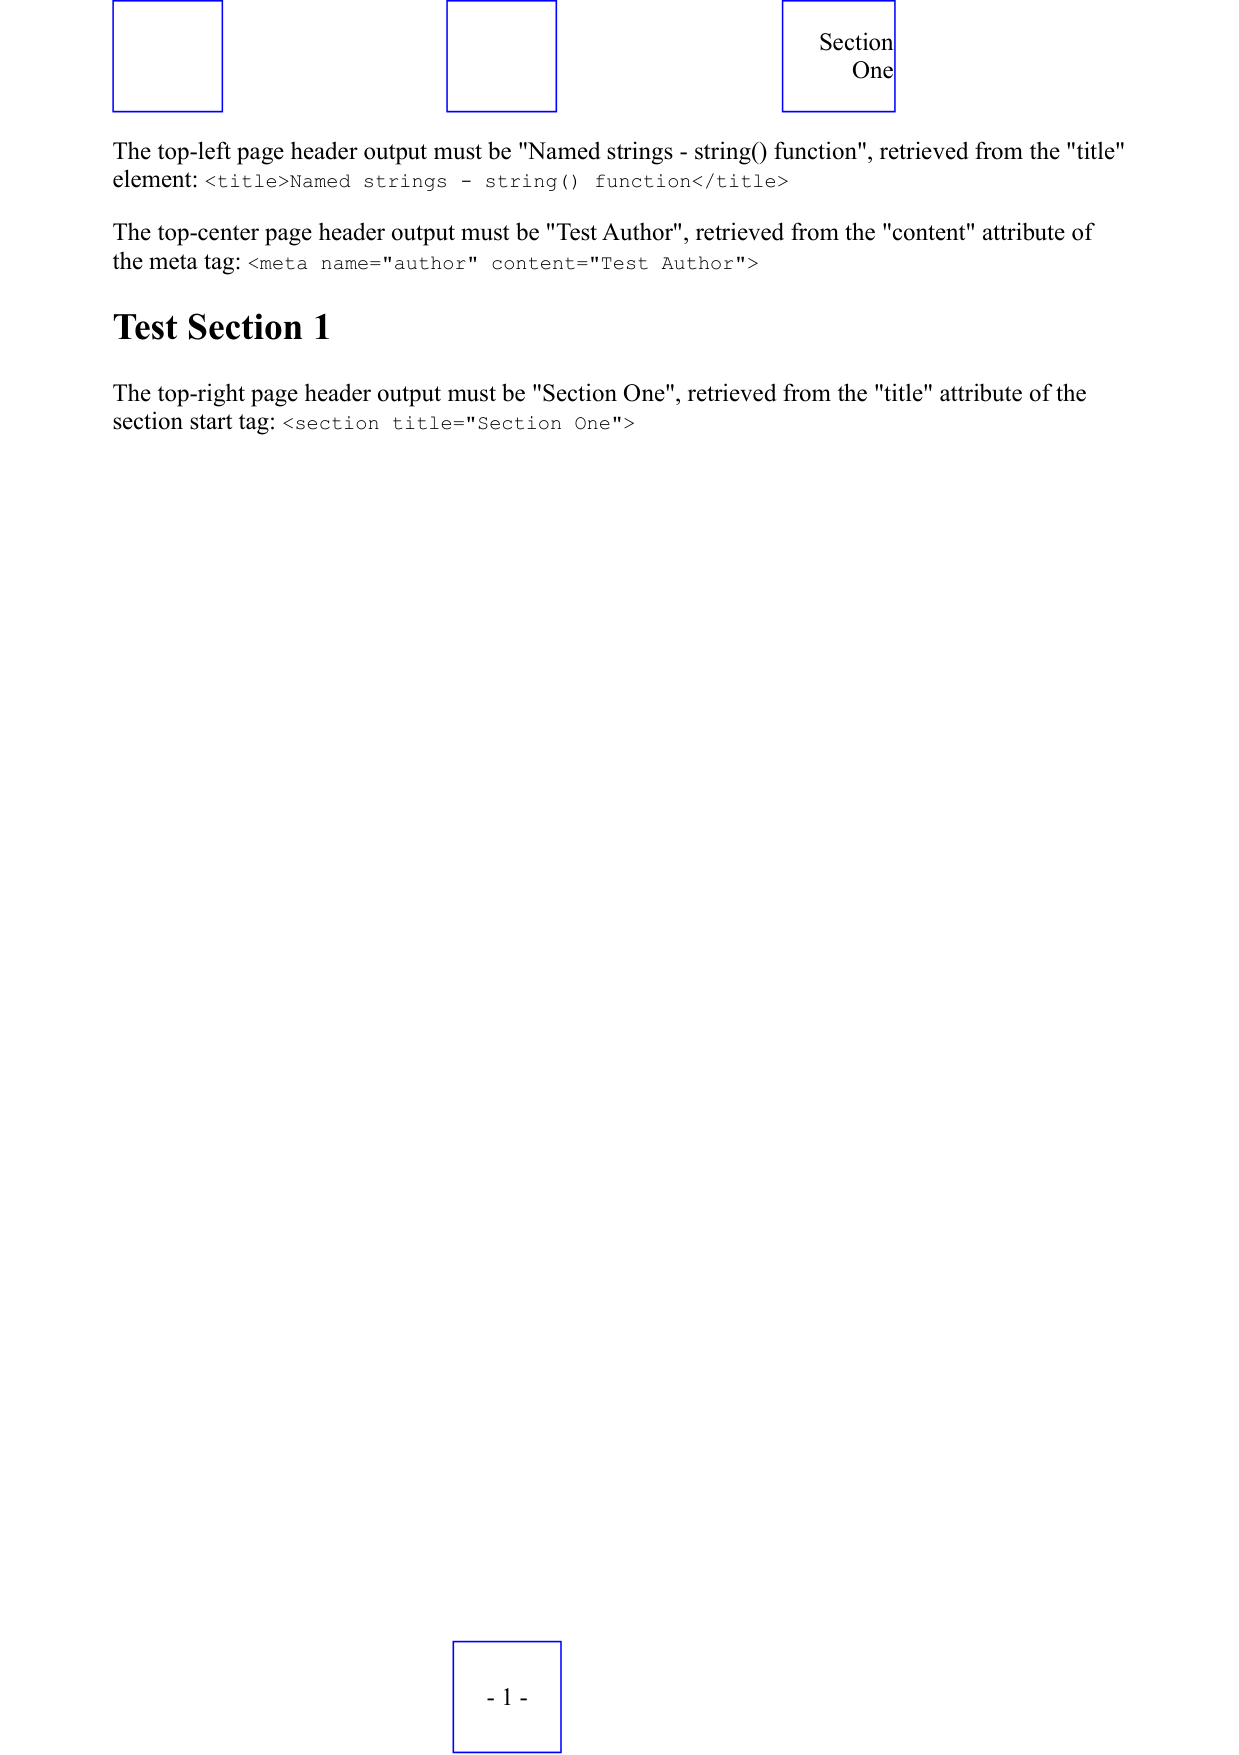 Section
One
The top-left page header output must be "Named strings - string() function", retrieved from the "title"
element: <title>Named strings - string() function</title>
The top-center page header output must be "Test Author", retrieved from the "content" attribute of
the meta tag: <meta name="author" content="Test Author">
Test Section 1
The top-right page header output must be "Section One", retrieved from the "title" attribute of the
section start tag: <section title="Section One">
- 1 -